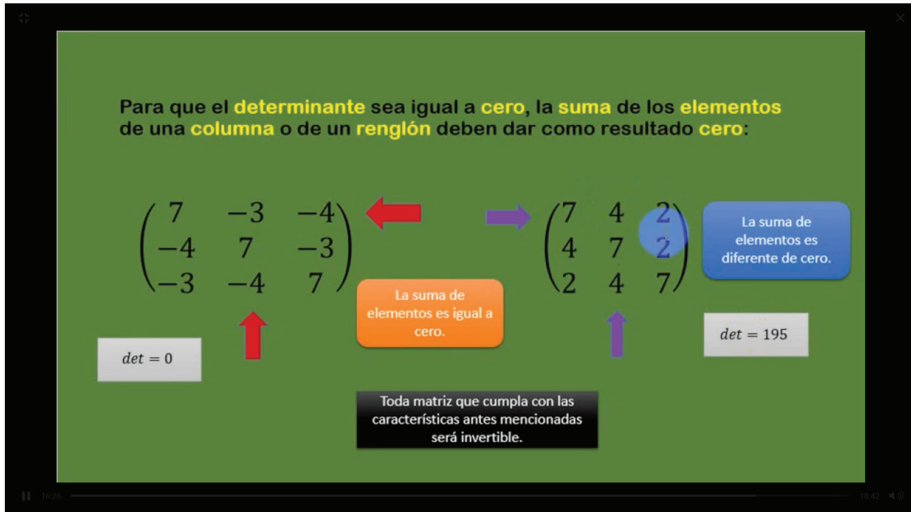 Para que el determinante sea igual a cero, la suma de los elementos
de una columna o de un renglón deben dar como resultado cero:
7 −3 −4
−4 7 −3
−3 −4 7
7 4 2
4 7 2
2 4 7
La suma de
elementos es
diferente de cero.
La suma de
elementos es igual a
cero.
det = 0
det = 195
Toda matriz que cumpla con las
características antes mencionadas
será invertible.